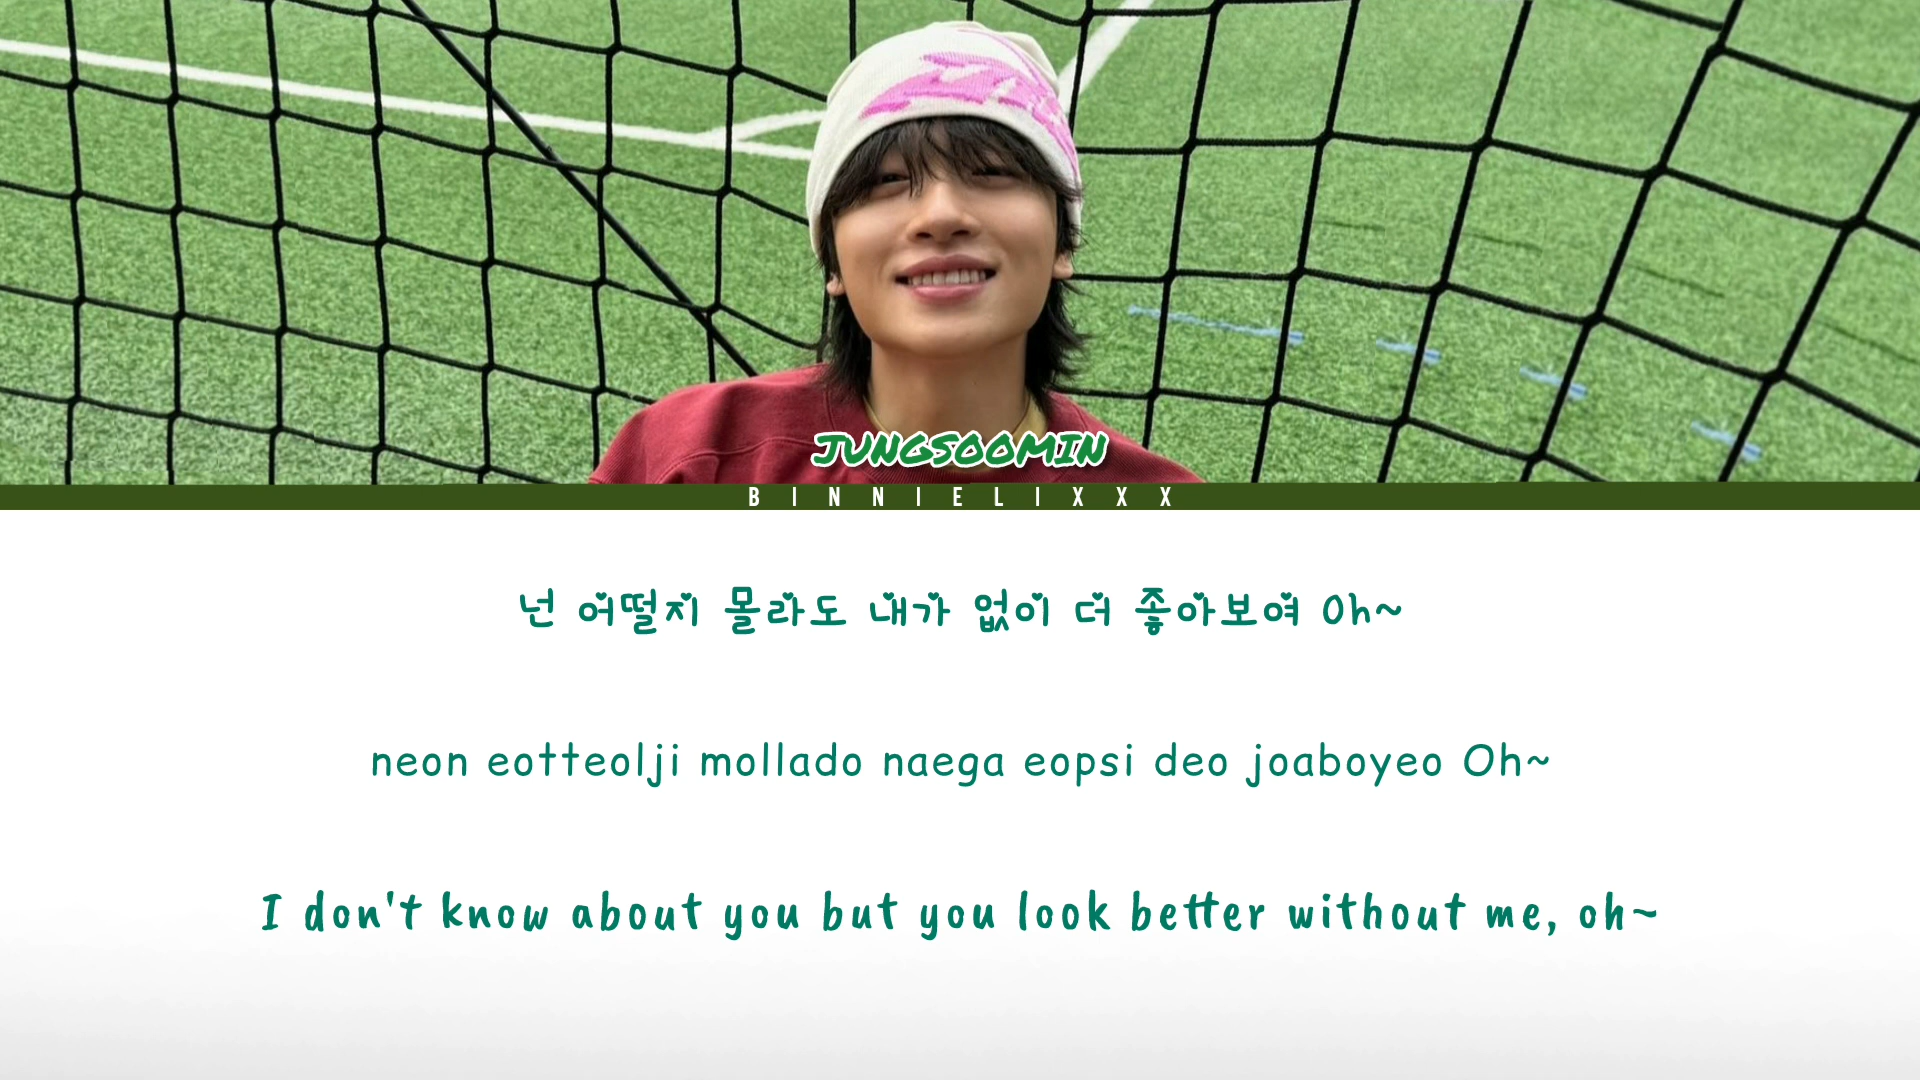 JUNGSOOMIN
BINNIELIXXX
넌 어떨지 몰라도 내가 없이 더 좋아보여 Oh~
neon eotteolji mollado naega eopsi deo joaboyeo Oh~
I don't know about you but you look better without me, oh~